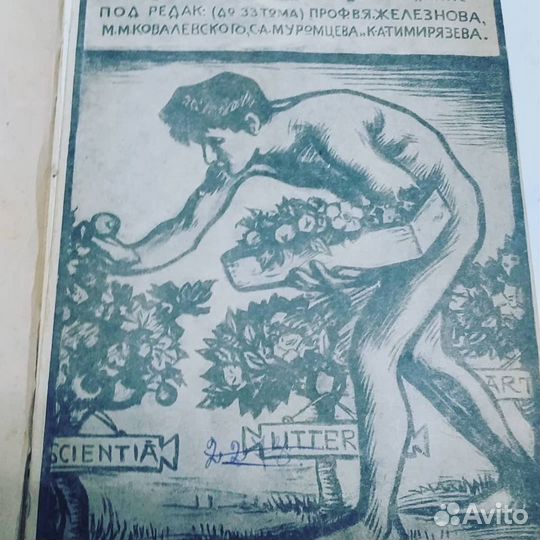 ПОД РЕДАК: (ДО 33 ТОМА) ПРОФ. В.Я. ЖЕЛЕЗНОВА,
М.М. КОВАЛЕВСКОГО, С.А. МУРОМЦЕВА и К.А. ТИМИРЯЗЕВА.
SCIENTIA
LITTER
ART
Avito